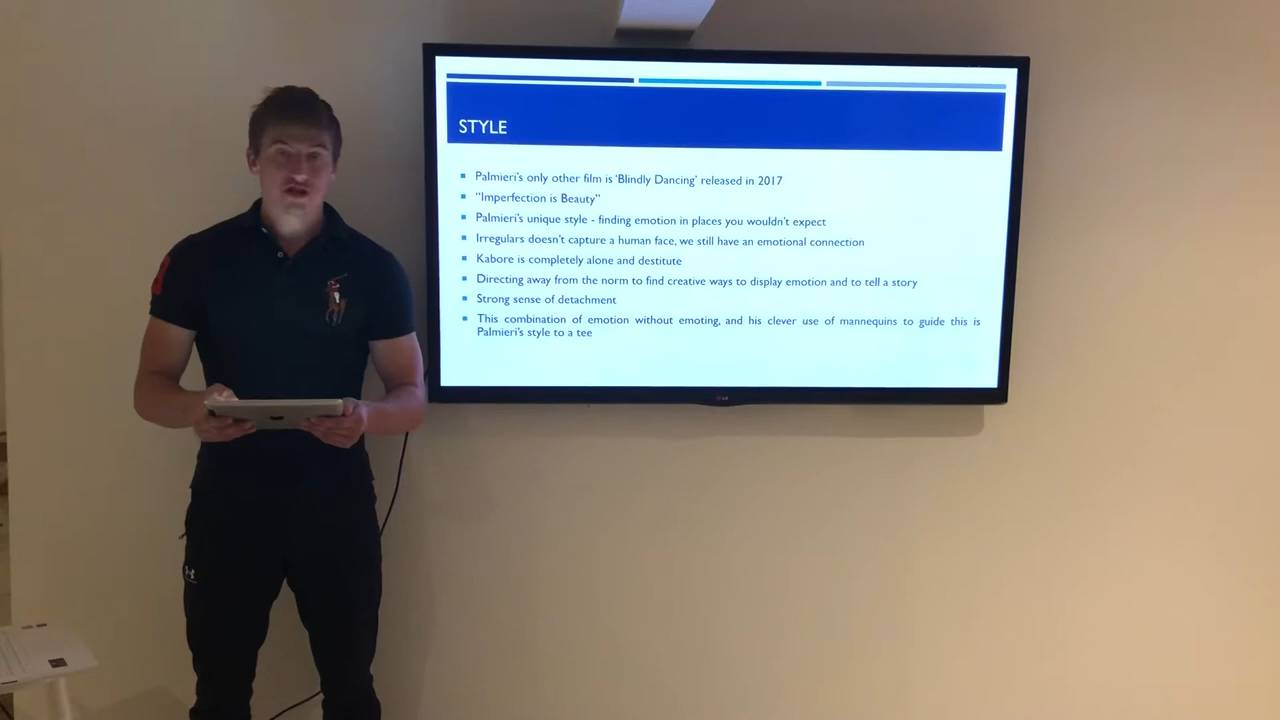 STYLE
Palmieri's only other film is 'Blindly Dancing' released in 2017
"Imperfection is Beauty"
Palmieri's unique style - finding emotion in places you wouldn't expect
Irregulars doesn't capture a human face, we still have an emotional connection
Kabore is completely alone and destitute
Directing away from the norm to find creative ways to display emotion and to tell a story
Strong sense of detachment
This combination of emotion without emoting, and his clever use of mannequins to guide this is
Palmieri's style to a tee
LG